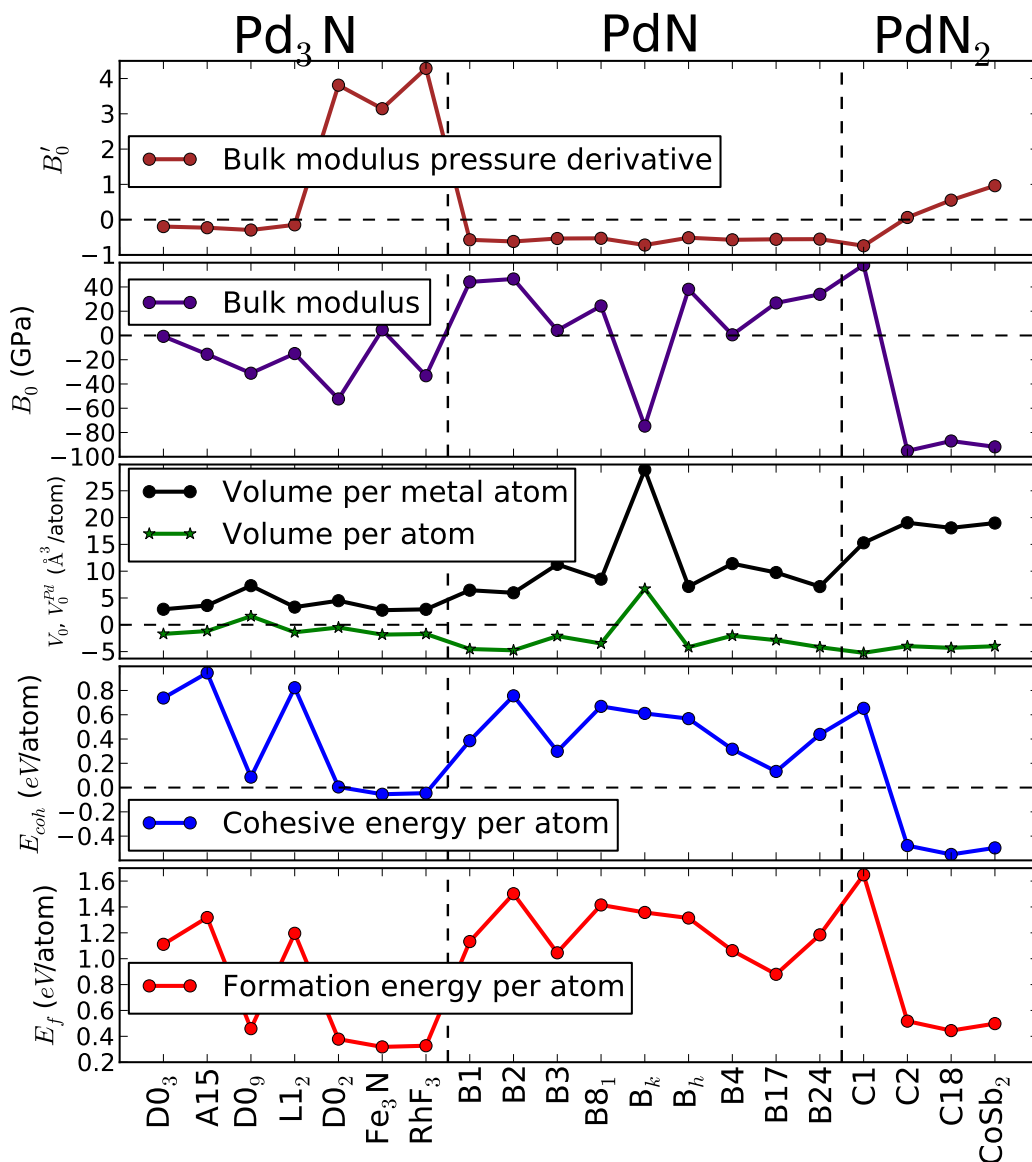 Pd₃N PdN PdN₂
B′₀
4
3
2
1
0
−1
Bulk modulus pressure derivative
B₀ (GPa)
40
20
0
−20
−40
−60
−80
−100
Bulk modulus
V₀, V₀ᴾᵈ (Å³/atom)
25
20
15
10
5
0
−5
Volume per metal atom
Volume per atom
E_coh (eV/atom)
0.8
0.6
0.4
0.2
0.0
−0.2
−0.4
Cohesive energy per atom
E_f (eV/atom)
1.6
1.4
1.2
1.0
0.8
0.6
0.4
0.2
Formation energy per atom
D0₃
A15
D0₉
L1₂
D0₂
Fe₃N
RhF₃
B1
B2
B3
B8₁
B_k
B_h
B4
B17
B24
C1
C2
C18
CoSb₂